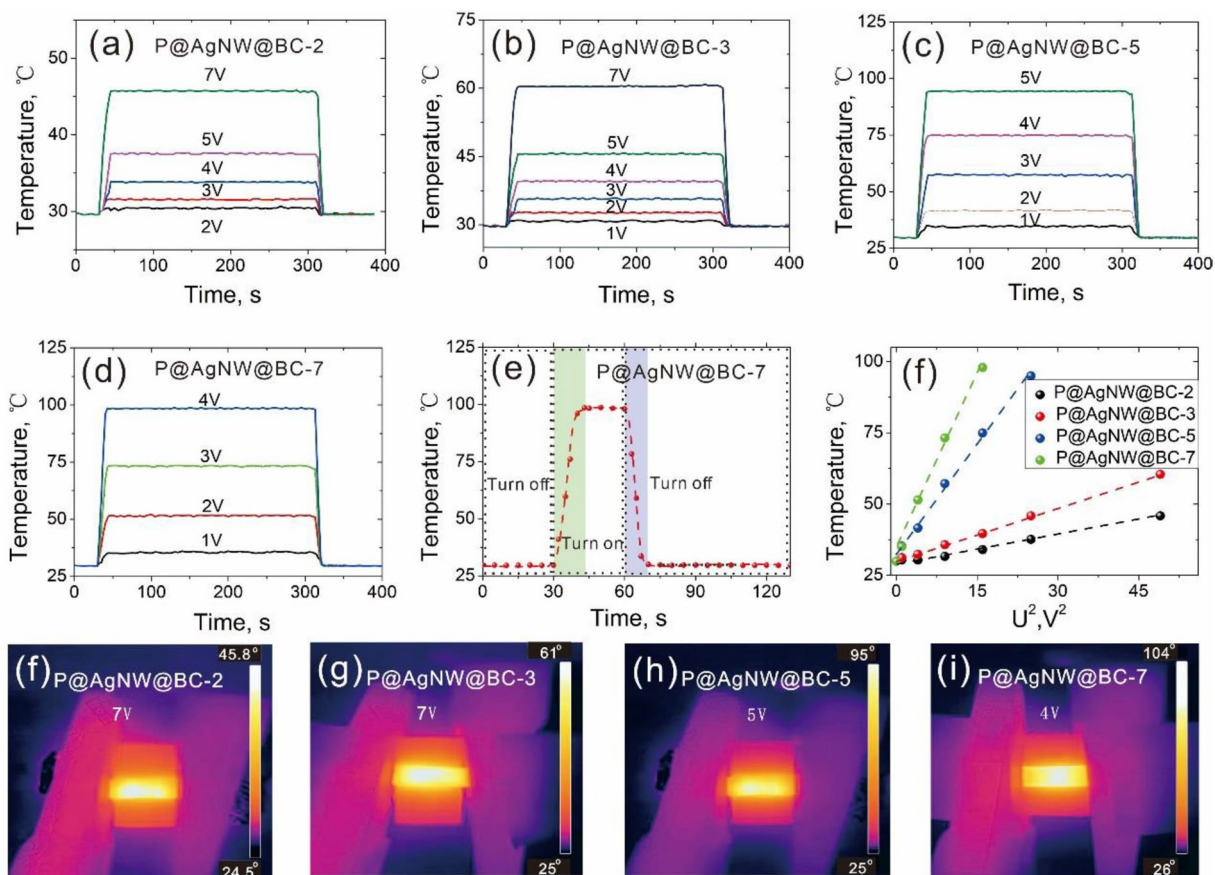 (a) P@AgNW@BC-2
Temperature, ℃
50
45
40
35
30
25
7V
5V
4V
3V
2V
0 100 200 300 400
Time, s
(b) P@AgNW@BC-3
Temperature, ℃
75
60
45
30
7V
5V
4V
3V
2V
1V
0 100 200 300 400
Time, s
(c) P@AgNW@BC-5
Temperature, ℃
125
100
75
50
25
5V
4V
3V
2V
1V
0 100 200 300 400
Time, s
(d) P@AgNW@BC-7
Temperature, ℃
125
100
75
50
25
4V
3V
2V
1V
0 100 200 300 400
Time, s
(e) P@AgNW@BC-7
Temperature, ℃
125
100
75
50
25
Turn off
Turn on
Turn off
0 30 60 90 120
Time, s
(f)
Temperature, ℃
100
75
50
25
P@AgNW@BC-2
P@AgNW@BC-3
P@AgNW@BC-5
P@AgNW@BC-7
0 15 30 45
U²,V²
(f) P@AgNW@BC-2
7V
45.8°
24.5°
(g) P@AgNW@BC-3
7V
61°
25°
(h) P@AgNW@BC-5
5V
95°
25°
(i) P@AgNW@BC-7
4V
104°
26°